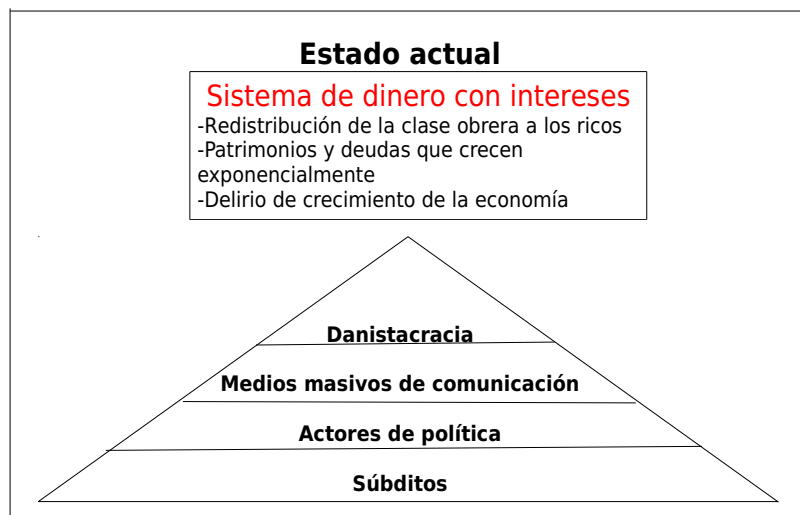 Estado actual
Sistema de dinero con intereses
-Redistribución de la clase obrera a los ricos
-Patrimonios y deudas que crecen
exponencialmente
-Delirio de crecimiento de la economía
Danistacracia
Medios masivos de comunicación
Actores de política
Súbditos